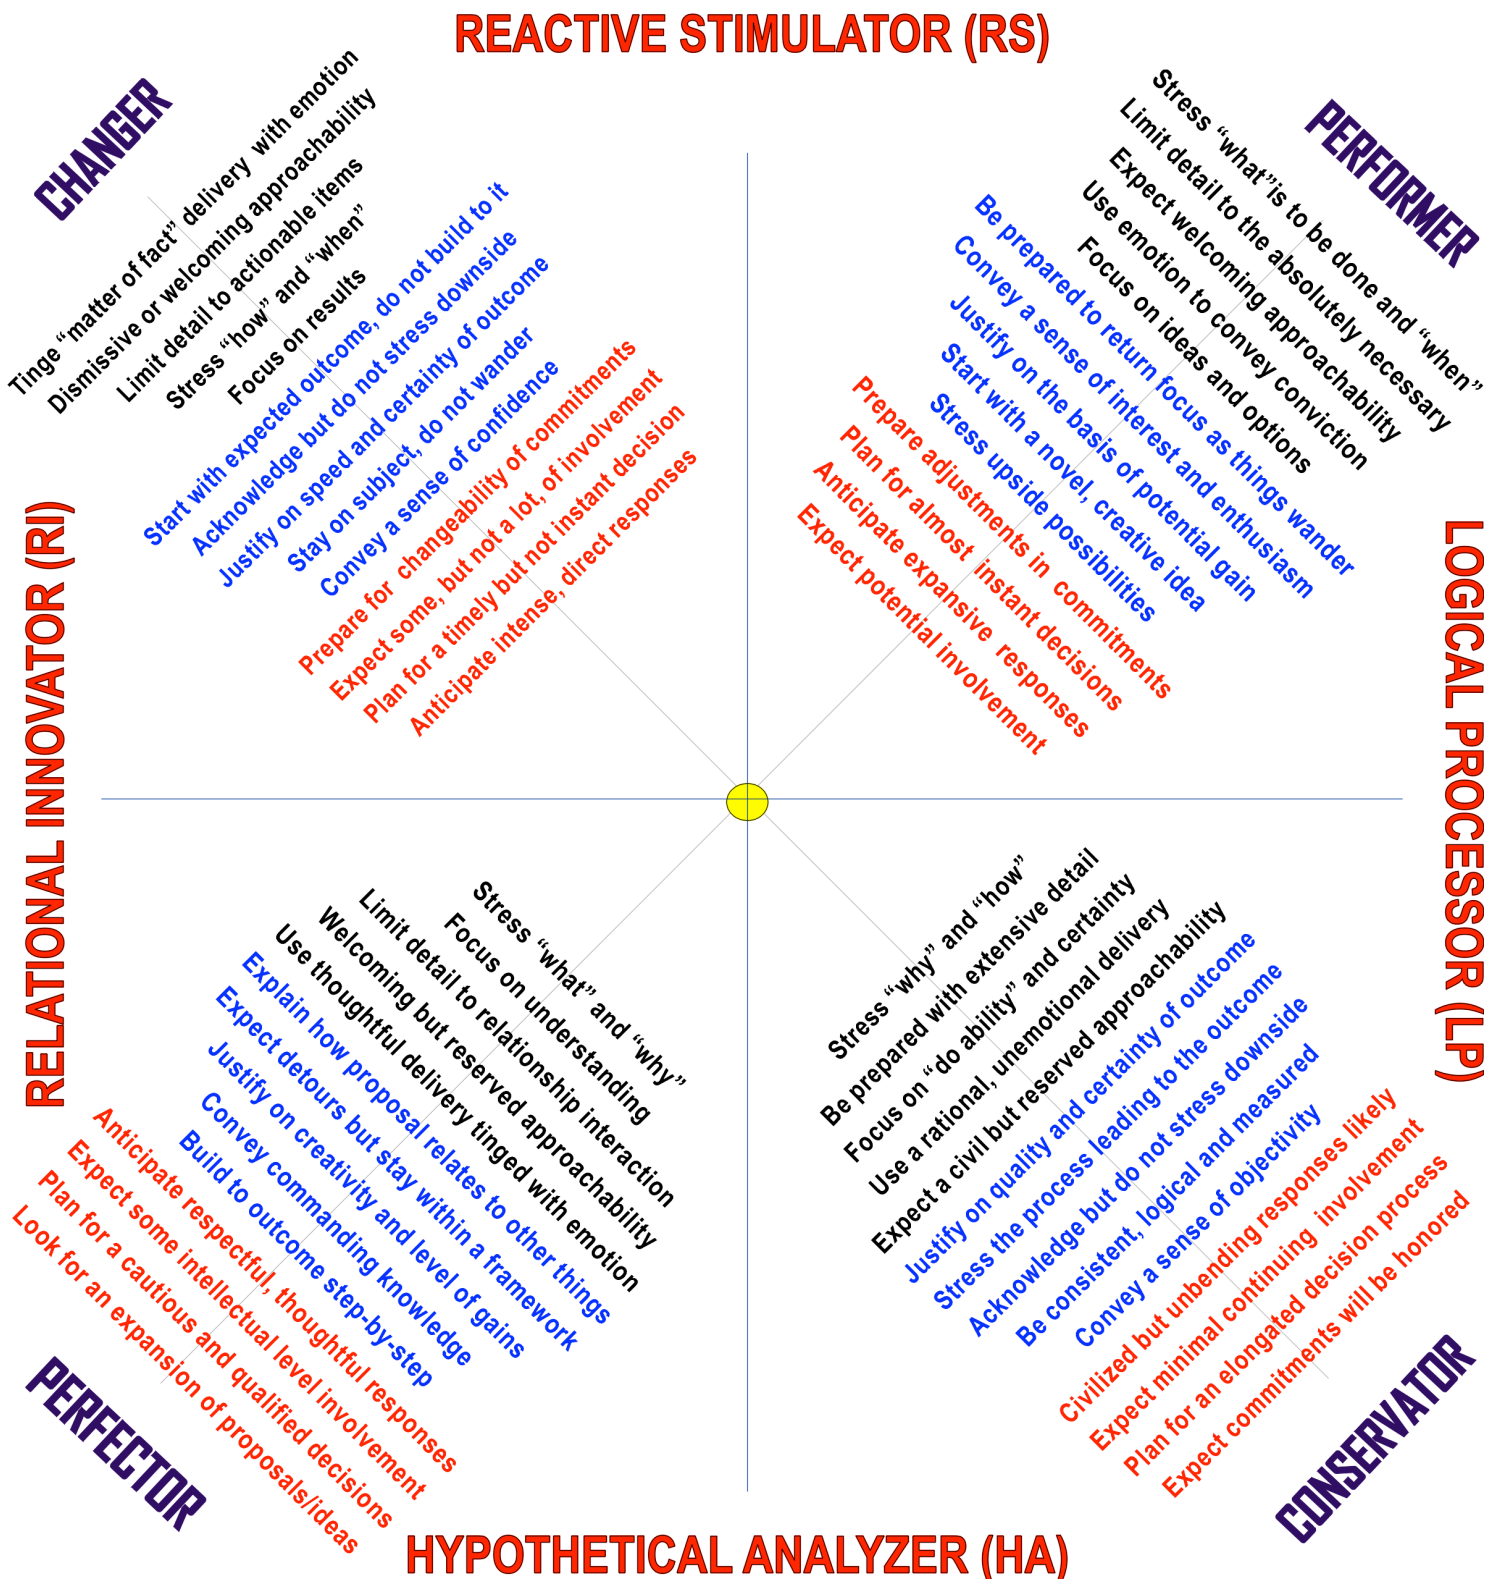 REACTIVE STIMULATOR (RS)
CHANGER
Tinge “matter of fact” delivery with emotion
Dismissive or welcoming approachability
Limit detail to actionable items
Stress “how” and “when”
Focus on results
Start with expected outcome, do not build to it
Acknowledge but do not stress downside
Justify on speed and certainty of outcome
Stay on subject, do not wander
Convey a sense of confidence
Prepare for changeability of commitments
Expect some, but not a lot, of involvement
Plan for a timely but not instant decision
Anticipate intense, direct responses
PERFORMER
Stress “what”is to be done and “when”
Limit detail to the absolutely necessary
Expect welcoming approachability
Use emotion to convey conviction
Focus on ideas and options
Be prepared to return focus as things wander
Convey a sense of interest and enthusiasm
Justify on the basis of potential gain
Start with a novel, creative idea
Stress upside possibilities
Prepare adjustments in commitments
Plan for almost instant decisions
Anticipate expansive responses
Expect potential involvement
RELATIONAL INNOVATOR (RI)
LOGICAL PROCESSOR (LP)
Stress “what” and “why”
Focus on understanding
Limit detail to relationship interaction
Welcoming but reserved approachability
Use thoughtful delivery tinged with emotion
Explain how proposal relates to other things
Expect detours but stay within a framework
Justify on creativity and level of gains
Convey commanding knowledge
Build to outcome step-by-step
Anticipate respectful, thoughtful responses
Expect some intellectual level involvement
Plan for a cautious and qualified decisions
Look for an expansion of proposals/ideas
PERFECTOR
Stress “why” and “how”
Be prepared with extensive detail
Focus on “do ability” and certainty
Use a rational, unemotional delivery
Expect a civil but reserved approachability
Justify on quality and certainty of outcome
Stress the process leading to the outcome
Acknowledge but do not stress downside
Be consistent, logical and measured
Convey a sense of objectivity
Civilized but unbending responses likely
Expect minimal continuing involvement
Plan for an elongated decision process
Expect commitments will be honored
CONSERVATOR
HYPOTHETICAL ANALYZER (HA)